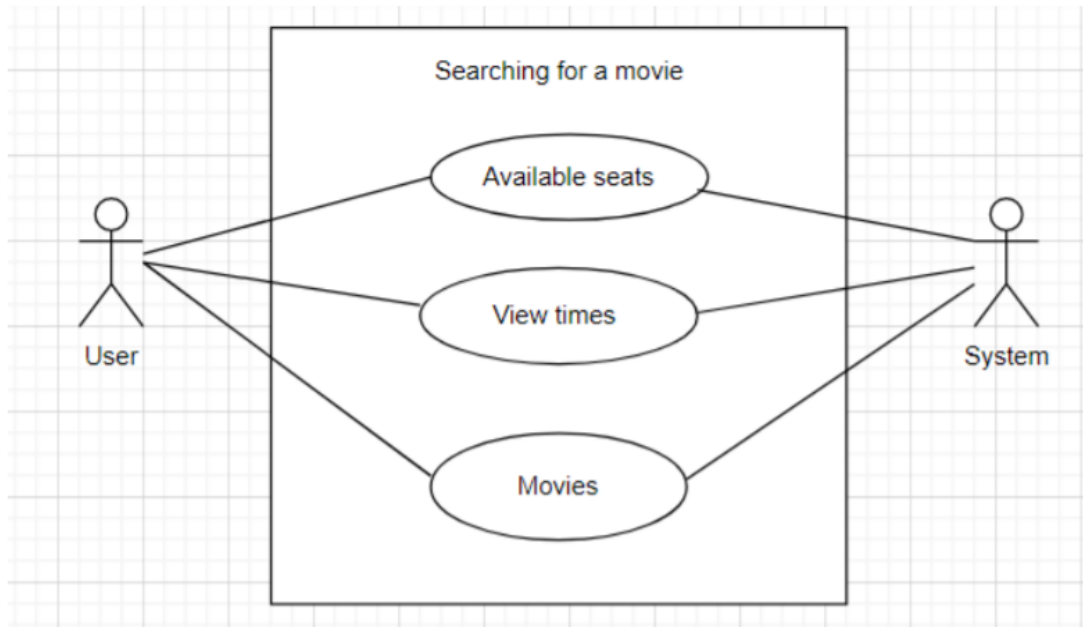 Searching for a movie
Available seats
View times
User
System
Movies